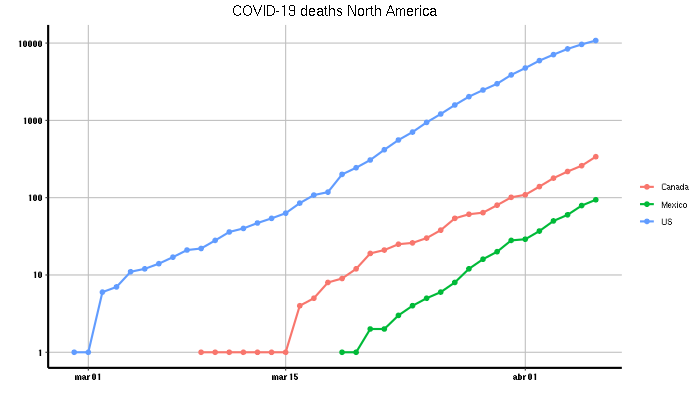 COVID-19 deaths North America
10000
1000
100
10
1
mar 01
mar 15
abr 01
Canada
Mexico
US